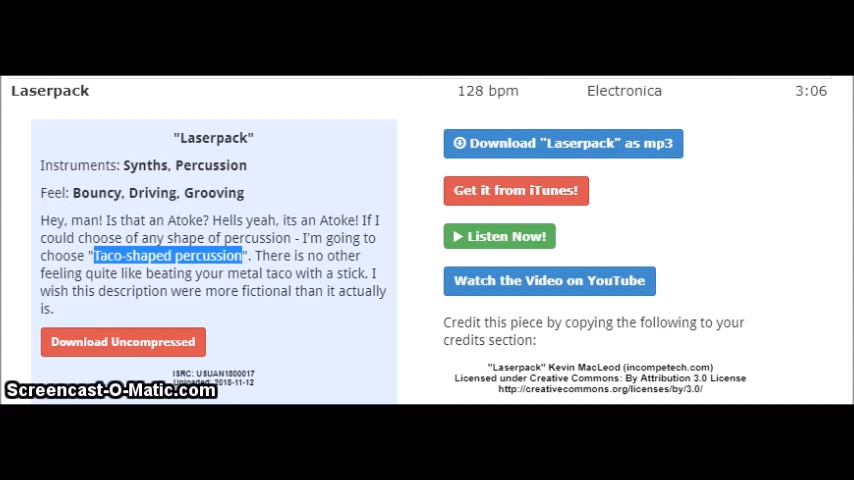 Laserpack 128 bpm Electronica 3:06
"Laserpack"
Instruments: Synths, Percussion
Feel: Bouncy, Driving, Grooving
Hey, man! Is that an Atoke? Hells yeah, its an Atoke! If I
could choose of any shape of percussion - I'm going to
choose "Taco-shaped percussion". There is no other
feeling quite like beating your metal taco with a stick. I
wish this description were more fictional than it actually
is.
Download Uncompressed
ISRC: USUAN1800017
Uploaded: 2018-11-12
Download "Laserpack" as mp3
Get it from iTunes!
Listen Now!
Watch the Video on YouTube
Credit this piece by copying the following to your
credits section:
"Laserpack" Kevin MacLeod (incompetech.com)
Licensed under Creative Commons: By Attribution 3.0 License
http://creativecommons.org/licenses/by/3.0/
Screencast-O-Matic.com